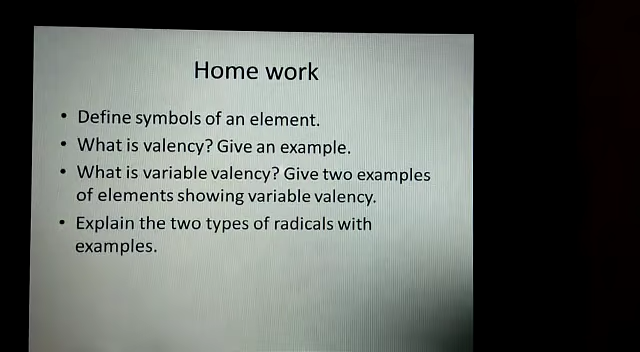 Home work
• Define symbols of an element.
• What is valency? Give an example.
• What is variable valency? Give two examples
of elements showing variable valency.
• Explain the two types of radicals with
examples.